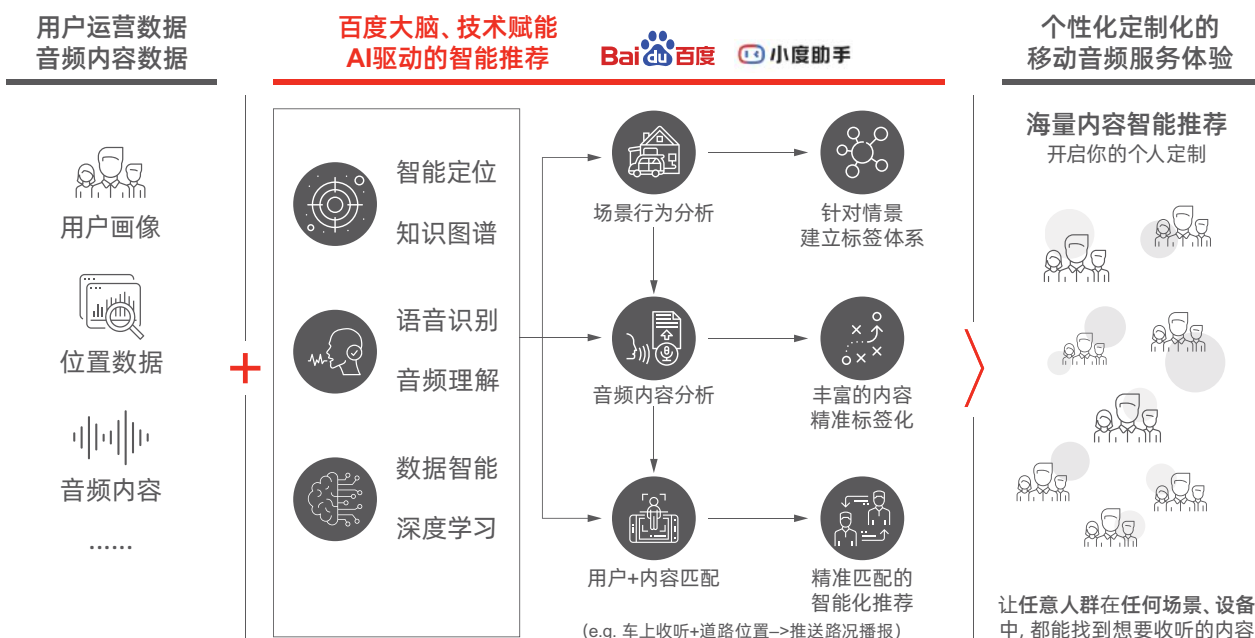 用户运营数据
音频内容数据
用户画像
位置数据
音频内容
......
+
百度大脑、技术赋能
AI驱动的智能推荐
Bai du 百度
小度助手
智能定位
知识图谱
语音识别
音频理解
数据智能
深度学习
场景行为分析
针对情景
建立标签体系
音频内容分析
丰富的内容
精准标签化
用户+内容匹配
精准匹配的
智能化推荐
(e.g. 车上收听+道路位置—>推送路况播报)
个性化定制化的
移动音频服务体验
海量内容智能推荐
开启你的个人定制
让任意人群在任何场景、设备
中, 都能找到想要收听的内容